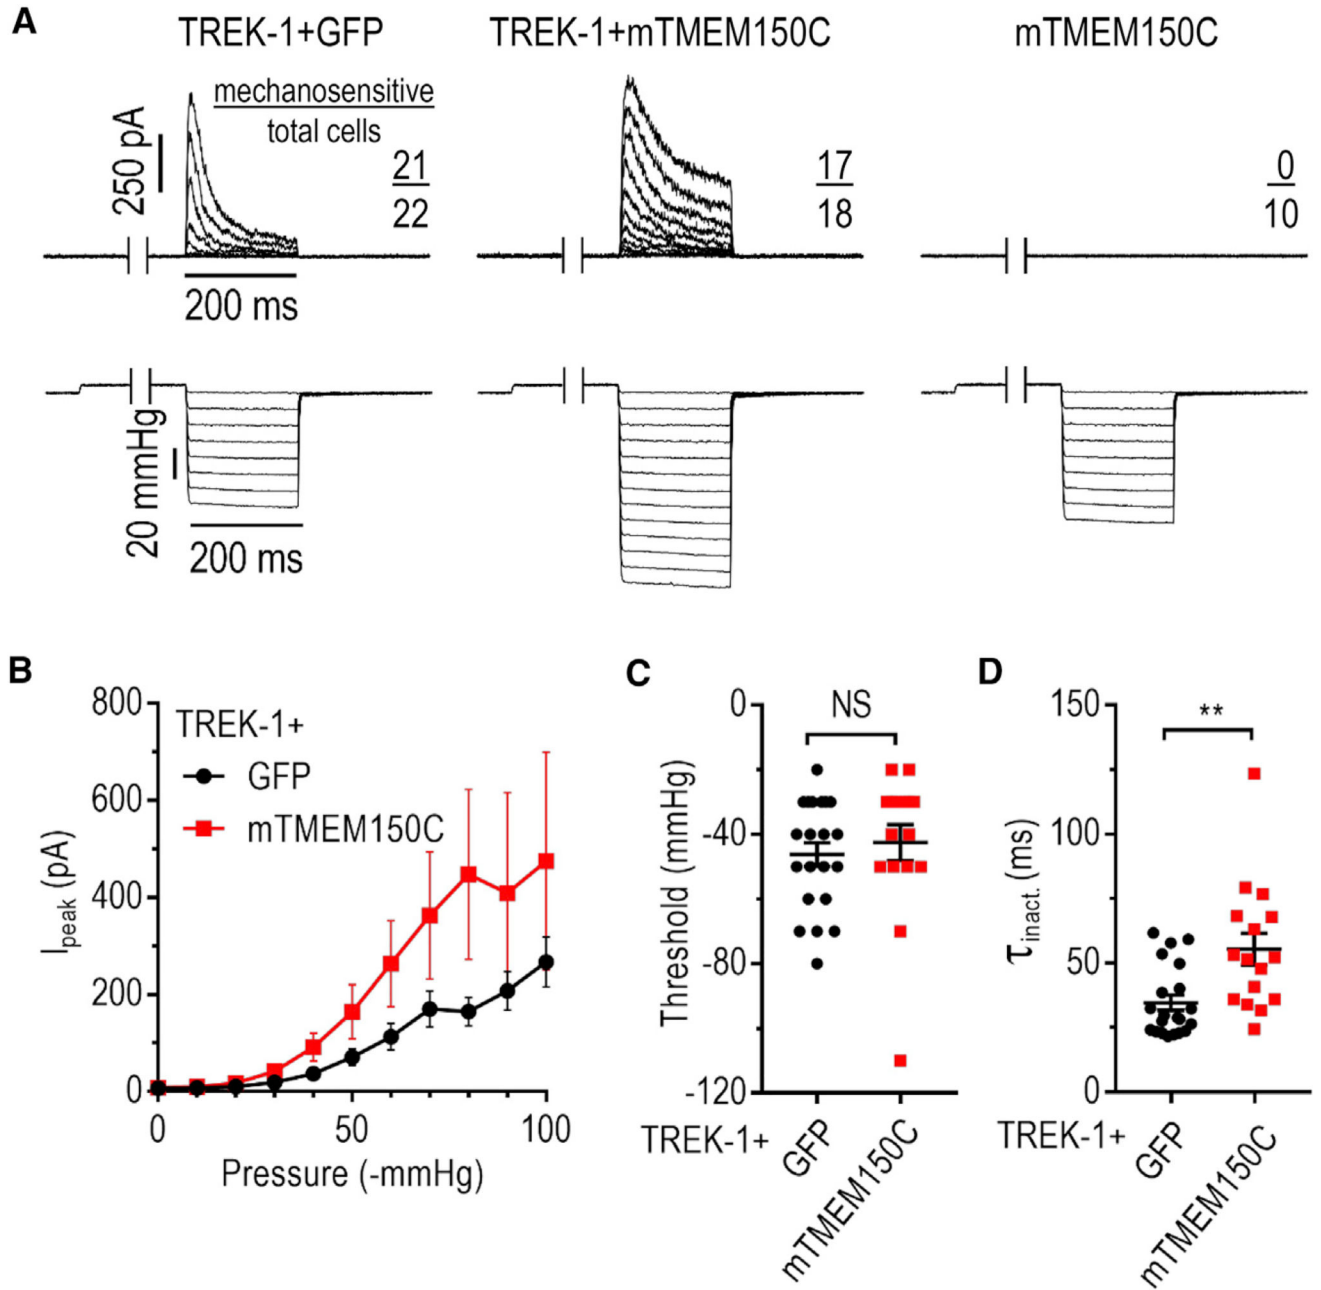 A
TREK-1+GFP
TREK-1+mTMEM150C
mTMEM150C
mechanosensitive
total cells
250 pA
21
22
17
18
0
10
200 ms
20 mmHg
200 ms
B
800
600
400
200
0
I peak (pA)
TREK-1+
GFP
mTMEM150C
0
50
100
Pressure (-mmHg)
C
0
-40
-80
-120
Threshold (mmHg)
NS
TREK-1+
GFP
mTMEM150C
D
150
100
50
0
τ inact. (ms)
**
TREK-1+
GFP
mTMEM150C